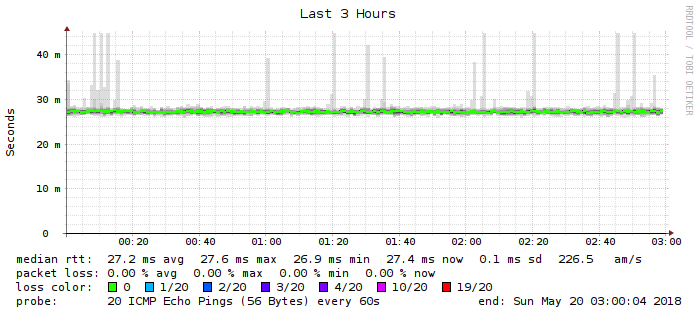 Last 3 Hours
RRDTOOL / TOBI OETIKER
Seconds
40 m
30 m
20 m
10 m
0
00:20 00:40 01:00 01:20 01:40 02:00 02:20 02:40 03:00
median rtt: 27.2 ms avg 27.6 ms max 26.9 ms min 27.4 ms now 0.1 ms sd 226.5 am/s
packet loss: 0.00 % avg 0.00 % max 0.00 % min 0.00 % now
loss color: 0 1/20 2/20 3/20 4/20 10/20 19/20
probe: 20 ICMP Echo Pings (56 Bytes) every 60s end: Sun May 20 03:00:04 2018